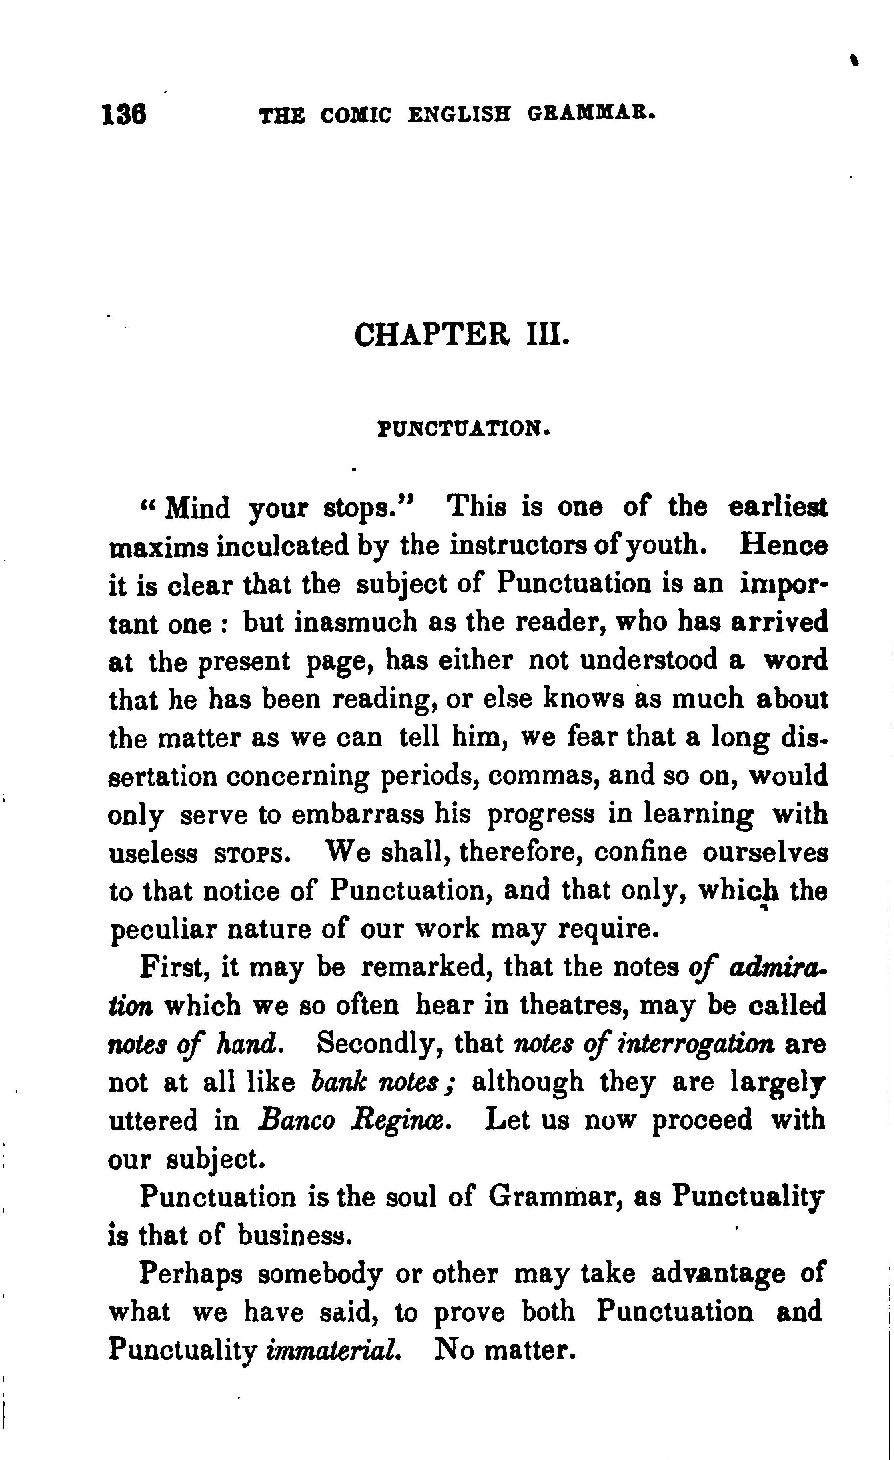 136 THE COMIC ENGLISH GRAMMAR.
CHAPTER III.
PUNCTUATION.
“ Mind your stops.” This is one of the earliest
maxims inculcated by the instructors of youth. Hence
it is clear that the subject of Punctuation is an impor-
tant one : but inasmuch as the reader, who has arrived
at the present page, has either not understood a word
that he has been reading, or else knows as much about
the matter as we can tell him, we fear that a long dis-
sertation concerning periods, commas, and so on, would
only serve to embarrass his progress in learning with
useless STOPS. We shall, therefore, confine ourselves
to that notice of Punctuation, and that only, which the
peculiar nature of our work may require.
First, it may be remarked, that the notes of admira-
tion which we so often hear in theatres, may be called
notes of hand. Secondly, that notes of interrogation are
not at all like bank notes ; although they are largely
uttered in Banco Reginæ. Let us now proceed with
our subject.
Punctuation is the soul of Grammar, as Punctuality
is that of business.
Perhaps somebody or other may take advantage of
what we have said, to prove both Punctuation and
Punctuality immaterial. No matter.